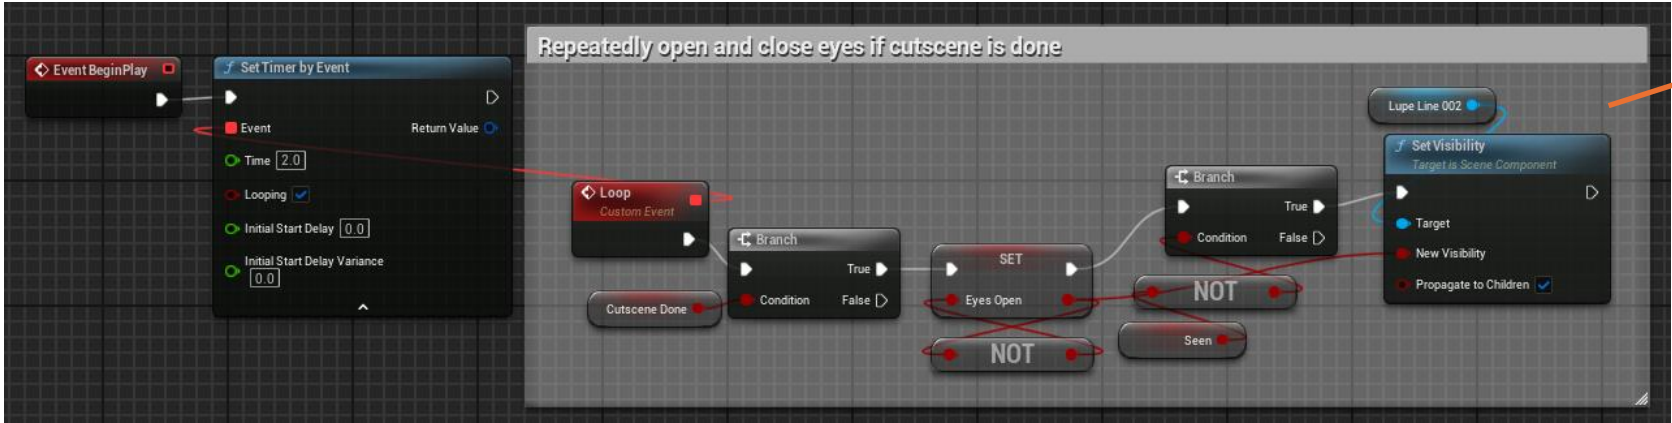 Repeatedly open and close eyes if cutscene is done
Event BeginPlay
Set Timer by Event
Event
Return Value
Time 2.0
Looping
Initial Start Delay 0.0
Initial Start Delay Variance
0.0
Loop
Custom Event
Branch
True
Condition
False
Cutscene Done
SET
Eyes Open
NOT
Branch
True
Condition
False
NOT
Seen
Lupe Line 002
Set Visibility
Target is Scene Component
Target
New Visibility
Propagate to Children